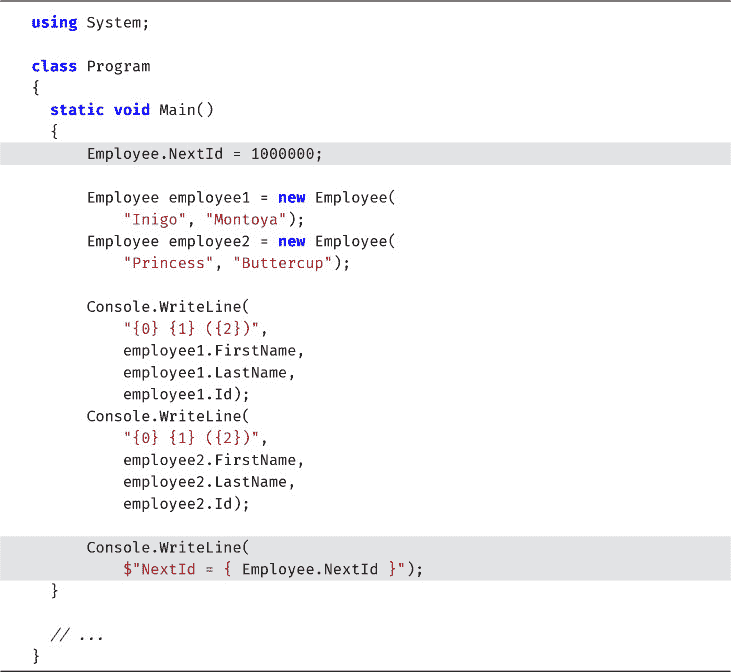 using System;

class Program
{
  static void Main()
  {
      Employee.NextId = 1000000;

      Employee employee1 = new Employee(
          "Inigo", "Montoya");
      Employee employee2 = new Employee(
          "Princess", "Buttercup");

      Console.WriteLine(
          "{0} {1} ({2})",
          employee1.FirstName,
          employee1.LastName,
          employee1.Id);
      Console.WriteLine(
          "{0} {1} ({2})",
          employee2.FirstName,
          employee2.LastName,
          employee2.Id);

      Console.WriteLine(
          $"NextId = { Employee.NextId }");
  }

  // ...
}